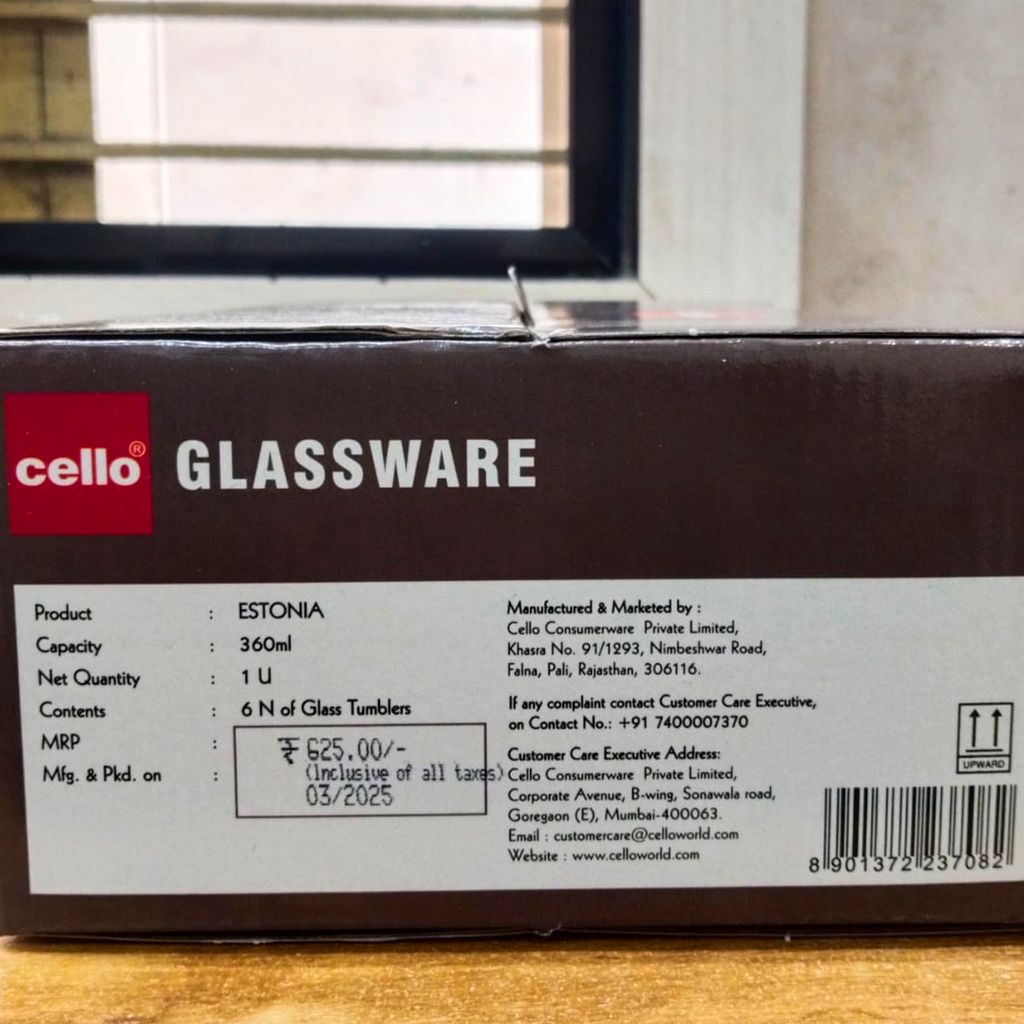 cello®
GLASSWARE
Product : ESTONIA
Capacity : 360ml
Net Quantity : 1 U
Contents : 6 N of Glass Tumblers
MRP : ₹ 625.00/-
(Inclusive of all taxes)
Mfg. & Pkd. on : 03/2025
Manufactured & Marketed by :
Cello Consumerware Private Limited,
Khasra No. 91/1293, Nimbeshwar Road,
Falna, Pali, Rajasthan, 306116.
If any complaint contact Customer Care Executive,
on Contact No.: +91 7400007370
Customer Care Executive Address:
Cello Consumerware Private Limited,
Corporate Avenue, B-wing, Sonawala road,
Goregaon (E), Mumbai-400063.
Email : customercare@celloworld.com
Website : www.celloworld.com
UPWARD
8 901372 237082